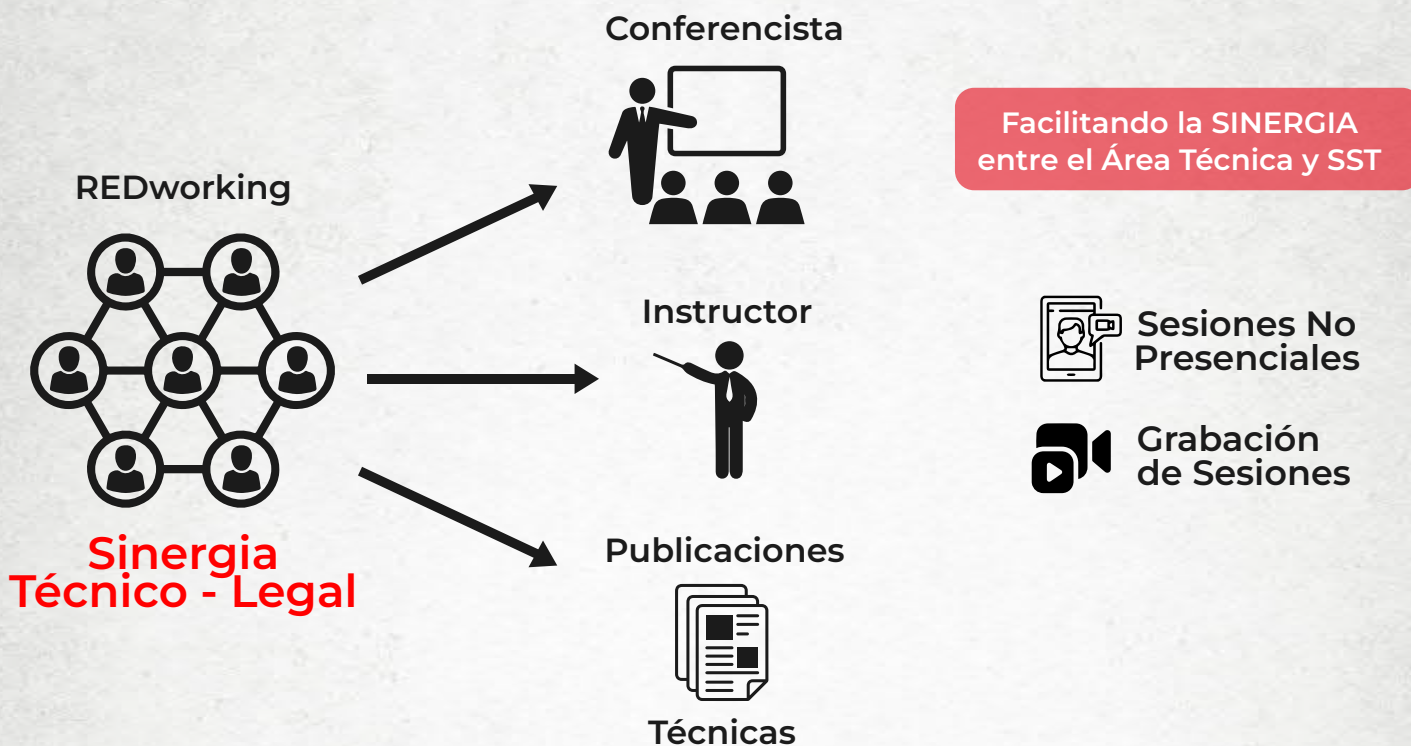 REDworking
Sinergia
Técnico - Legal
Conferencista
Instructor
Publicaciones
Técnicas
Facilitando la SINERGIA
entre el Área Técnica y SST
Sesiones No
Presenciales
Grabación
de Sesiones